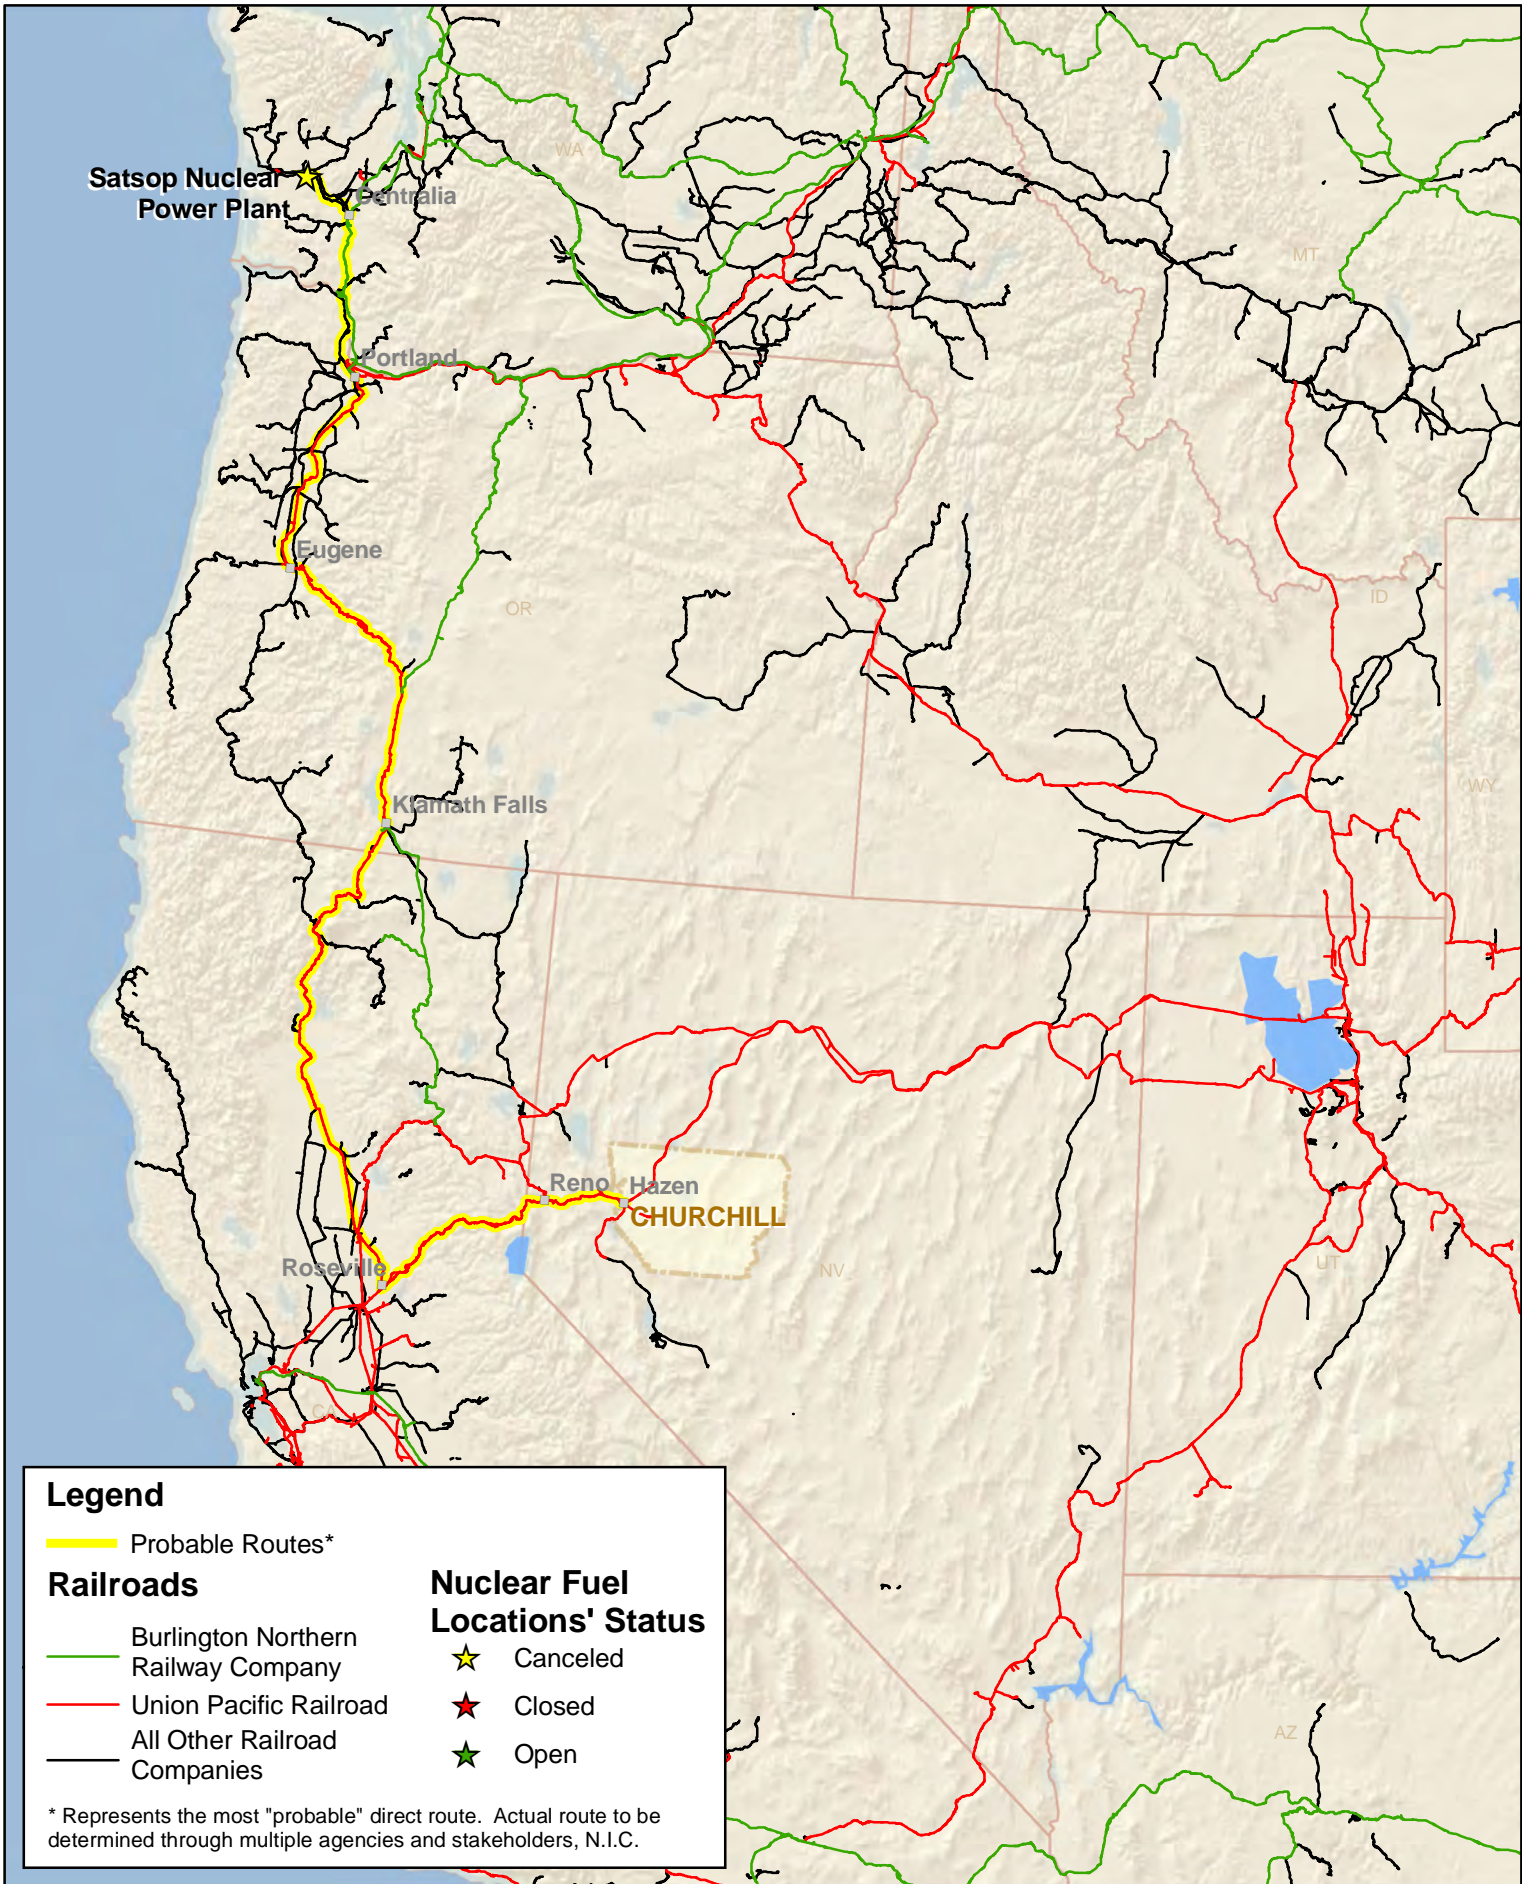 WA
Satsop Nuclear
Power Plant
Centralia
MT
Portland
Eugene
OR
ID
Klamath Falls
WY
Reno
Hazen
CHURCHILL
Roseville
NV
UT
CA
AZ
Legend
Probable Routes*
Railroads
Burlington Northern
Railway Company
Union Pacific Railroad
All Other Railroad
Companies
Nuclear Fuel
Locations' Status
Canceled
Closed
Open
* Represents the most "probable" direct route. Actual route to be
determined through multiple agencies and stakeholders, N.I.C.